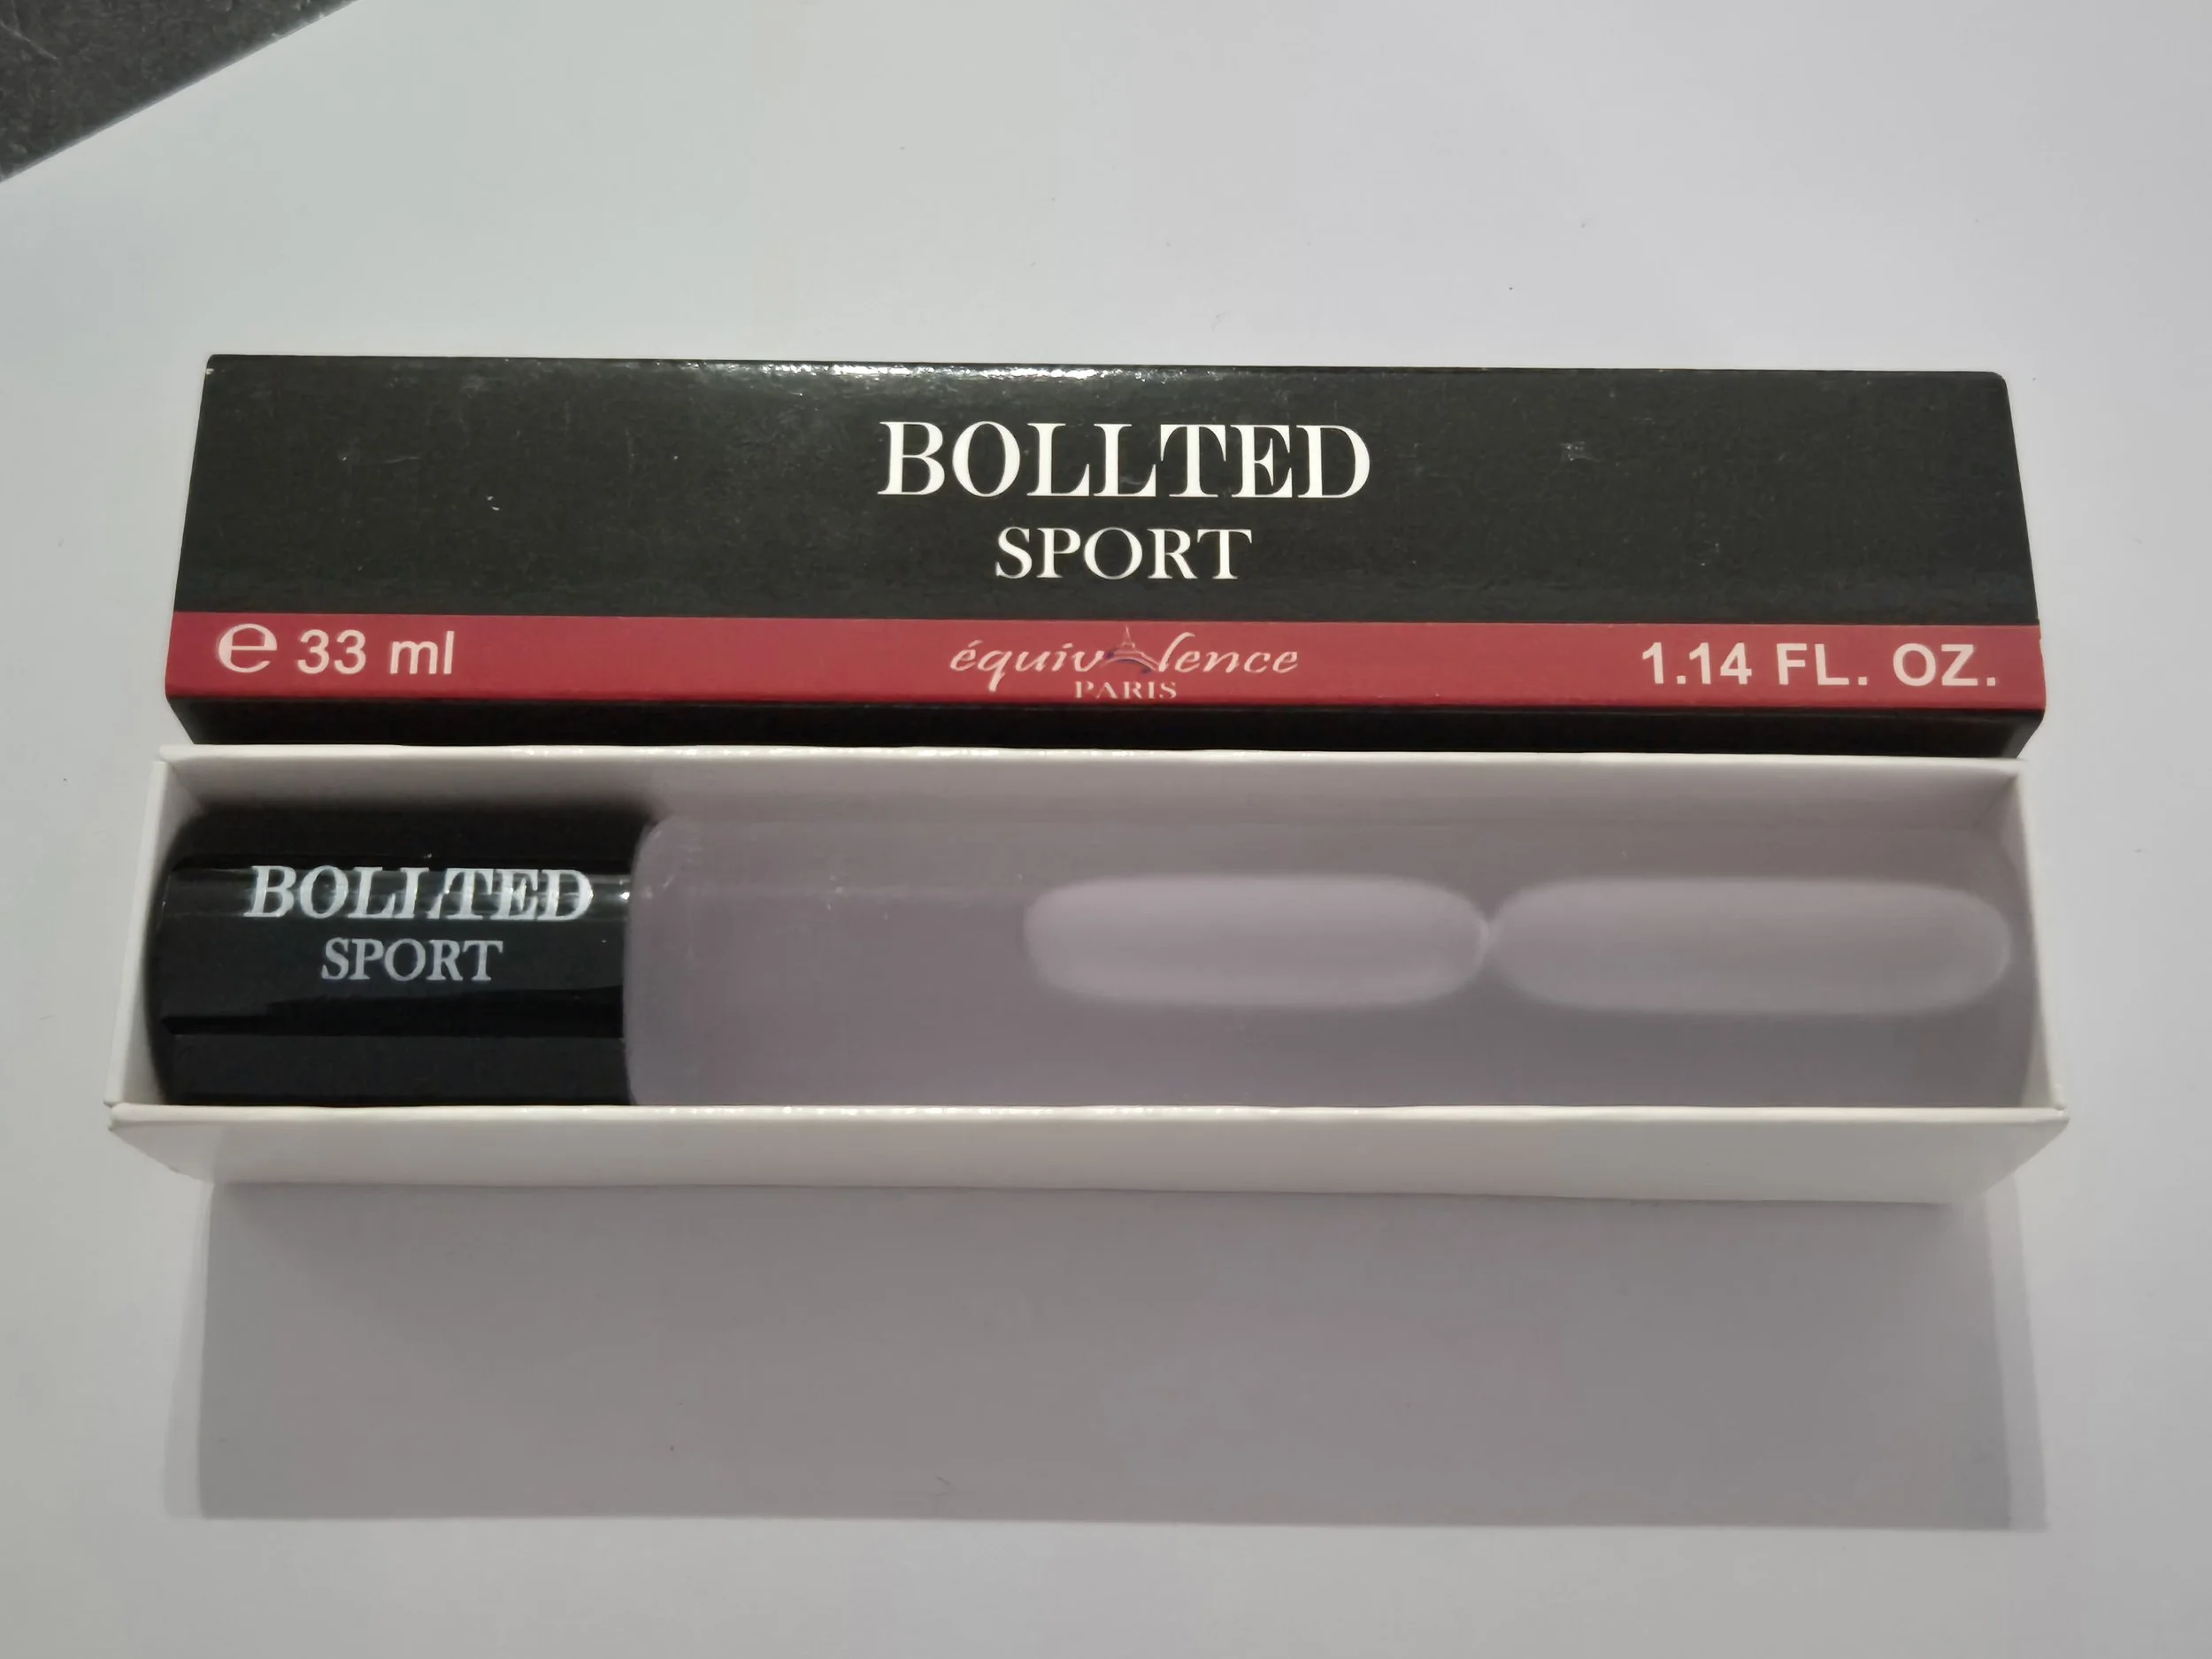 BOLLTED
SPORT
℮ 33 ml
équivalence
PARIS
1.14 FL. OZ.
BOLLTED
SPORT